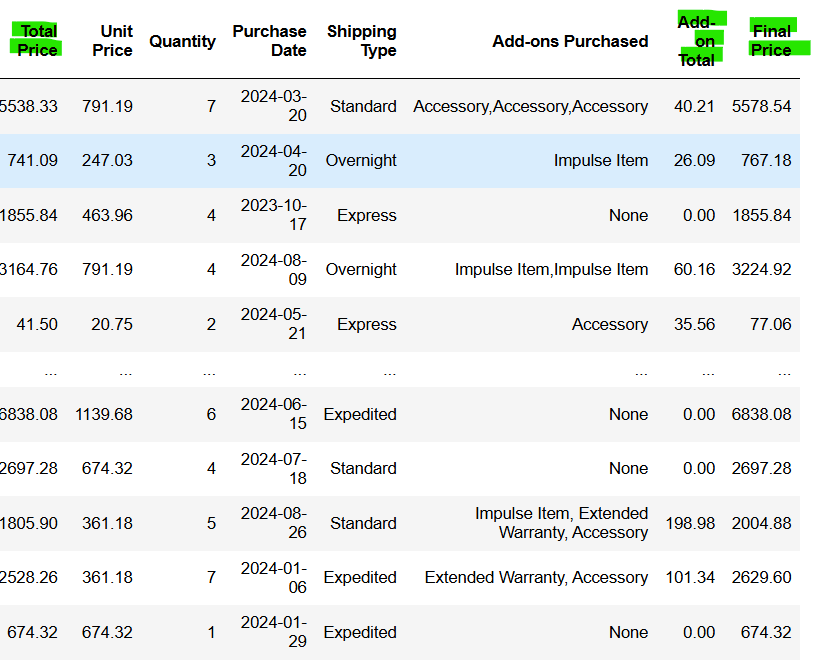 Total Price Unit Price Quantity Purchase Date Shipping Type Add-ons Purchased Add-on Total Final Price
5538.33 791.19 7 2024-03-20 Standard Accessory,Accessory,Accessory 40.21 5578.54
741.09 247.03 3 2024-04-20 Overnight Impulse Item 26.09 767.18
1855.84 463.96 4 2023-10-17 Express None 0.00 1855.84
3164.76 791.19 4 2024-08-09 Overnight Impulse Item,Impulse Item 60.16 3224.92
41.50 20.75 2 2024-05-21 Express Accessory 35.56 77.06
... ... ... ... ... ... ... ...
6838.08 1139.68 6 2024-06-15 Expedited None 0.00 6838.08
2697.28 674.32 4 2024-07-18 Standard None 0.00 2697.28
1805.90 361.18 5 2024-08-26 Standard Impulse Item, Extended Warranty, Accessory 198.98 2004.88
2528.26 361.18 7 2024-01-06 Expedited Extended Warranty, Accessory 101.34 2629.60
674.32 674.32 1 2024-01-29 Expedited None 0.00 674.32